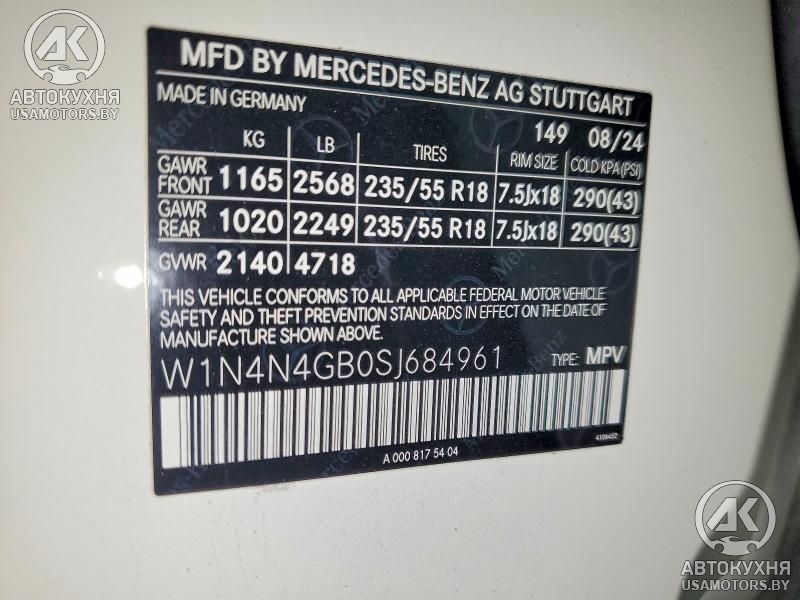 АК
АВТОКУХНЯ
USAMOTORS.BY
MFD BY MERCEDES-BENZ AG STUTTGART
MADE IN GERMANY
149 08/24
KG LB TIRES RIM SIZE COLD KPA(PSI)
GAWR FRONT 1165 2568 235/55 R18 7.5Jx18 290(43)
GAWR REAR 1020 2249 235/55 R18 7.5Jx18 290(43)
GVWR 2140 4718
THIS VEHICLE CONFORMS TO ALL APPLICABLE FEDERAL MOTOR VEHICLE
SAFETY AND THEFT PREVENTION STANDARDS IN EFFECT ON THE DATE OF
MANUFACTURE SHOWN ABOVE.
W1N4N4GB0SJ684961 TYPE: MPV
4106452
A 000 817 54 04
АК
АВТОКУХНЯ
USAMOTORS.BY